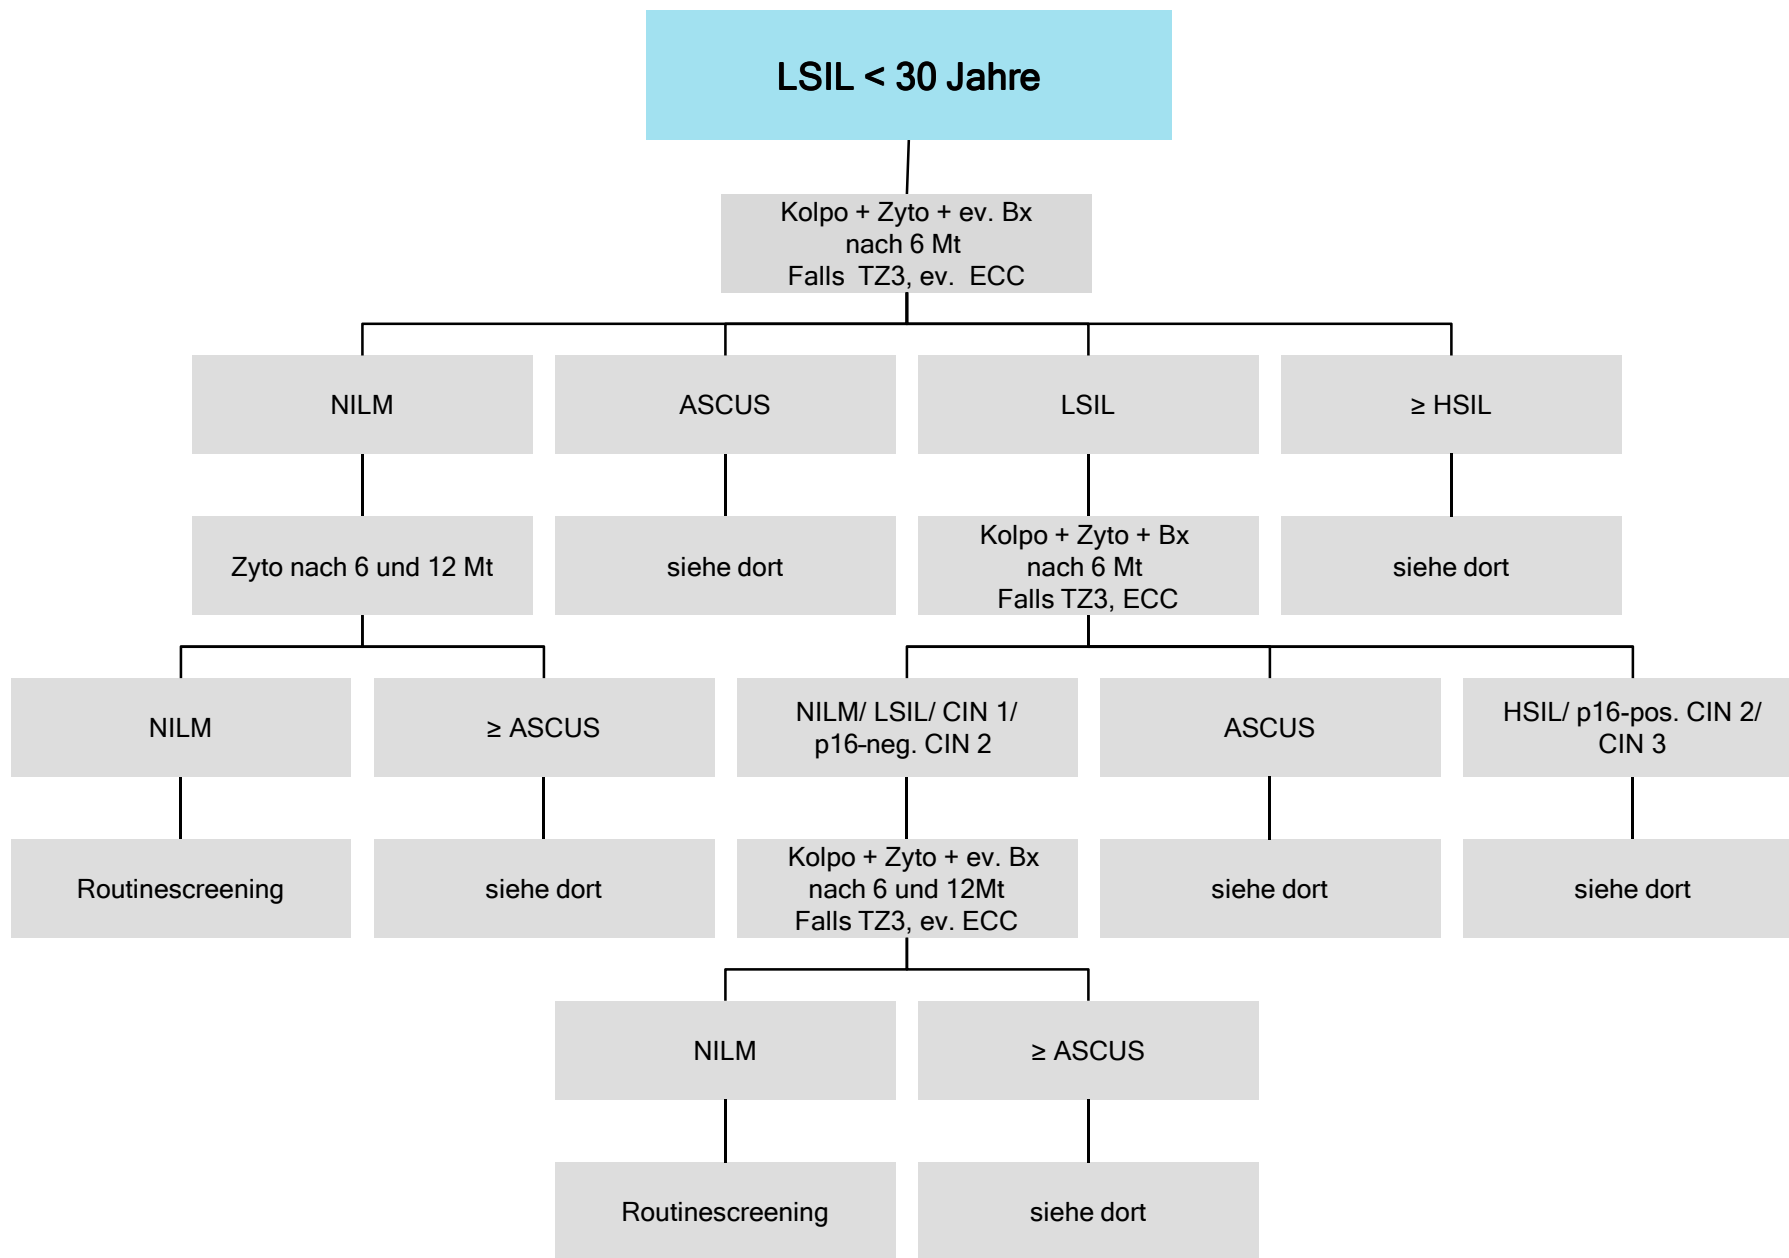 LSIL < 30 Jahre
Kolpo + Zyto + ev. Bx
nach 6 Mt
Falls TZ3, ev. ECC
NILM
ASCUS
LSIL
≥ HSIL
Zyto nach 6 und 12 Mt
siehe dort
Kolpo + Zyto + Bx
nach 6 Mt
Falls TZ3, ECC
siehe dort
NILM
≥ ASCUS
NILM/ LSIL/ CIN 1/
p16-neg. CIN 2
ASCUS
HSIL/ p16-pos. CIN 2/
CIN 3
Routinescreening
siehe dort
Kolpo + Zyto + ev. Bx
nach 6 und 12Mt
Falls TZ3, ev. ECC
siehe dort
siehe dort
NILM
≥ ASCUS
Routinescreening
siehe dort